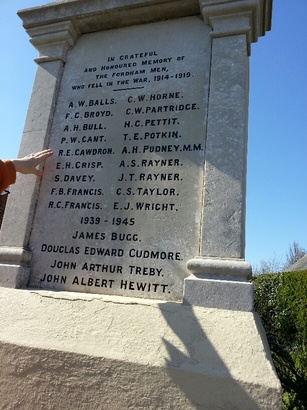 IN GRATEFUL
AND HONOURED MEMORY OF
THE FORDHAM MEN,
WHO FELL IN THE WAR, 1914-1919.
A.W. BALLS. C.W. HORNE.
F.C. BROYD. C.W. PARTRIDGE.
A.H. BULL. H.C. PETTIT.
P.W. CANT. T.E. POTKIN.
R.E. CAWDRON. A.H. PUDNEY. M.M.
E.H. CRISP. A.S. RAYNER.
S. DAVEY. J.T. RAYNER.
F.B. FRANCIS. C.S. TAYLOR.
R.C. FRANCIS. E.J. WRIGHT.
1939 - 1945
JAMES BUGG.
DOUGLAS EDWARD CUDMORE.
JOHN ARTHUR TREBY.
JOHN ALBERT HEWITT.